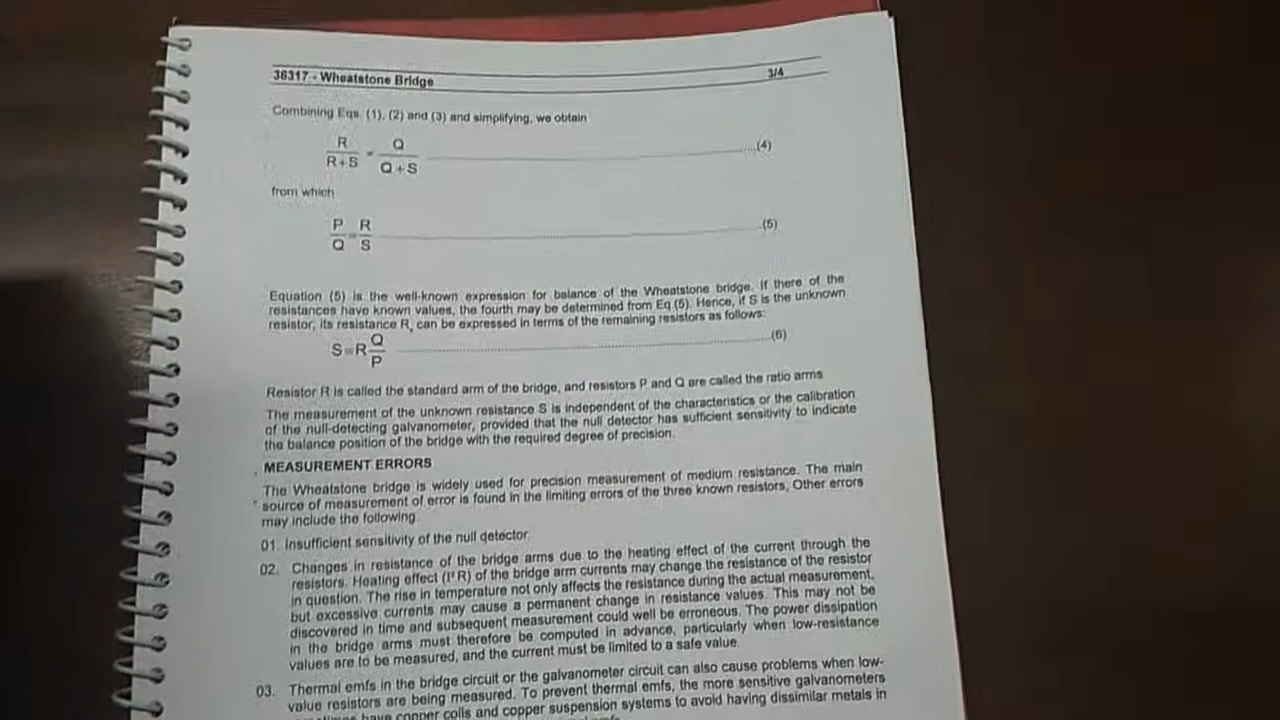 36317 - Wheatstone Bridge 3/4
Combining Eqs. (1), (2) and (3) and simplifying, we obtain
R/R+S = Q/Q+S ...(4)
from which
P/Q = R/S ...(5)
Equation (5) is the well-known expression for balance of the Wheatstone bridge. If there of the
resistances have known values, the fourth may be determined from Eq.(5). Hence, if S is the unknown
resistor, its resistance R, can be expressed in terms of the remaining resistors as follows:
S=R Q/P ...(6)
Resistor R is called the standard arm of the bridge, and resistors P and Q are called the ratio arms
The measurement of the unknown resistance S is independent of the characteristics or the calibration
of the null-detecting galvanometer, provided that the null detector has sufficient sensitivity to indicate
the balance position of the bridge with the required degree of precision.
MEASUREMENT ERRORS
The Wheatstone bridge is widely used for precision measurement of medium resistance. The main
source of measurement of error is found in the limiting errors of the three known resistors, Other errors
may include the following
01. Insufficient sensitivity of the null detector.
02. Changes in resistance of the bridge arms due to the heating effect of the current through the
resistors. Heating effect (I²R) of the bridge arm currents may change the resistance of the resistor
in question. The rise in temperature not only affects the resistance during the actual measurement,
but excessive currents may cause a permanent change in resistance values. This may not be
discovered in time and subsequent measurement could well be erroneous. The power dissipation
in the bridge arms must therefore be computed in advance, particularly when low-resistance
values are to be measured, and the current must be limited to a safe value.
03. Thermal emfs in the bridge circuit or the galvanometer circuit can also cause problems when low-
value resistors are being measured. To prevent thermal emfs, the more sensitive galvanometers
have copper coils and copper suspension systems to avoid having dissimilar metals in